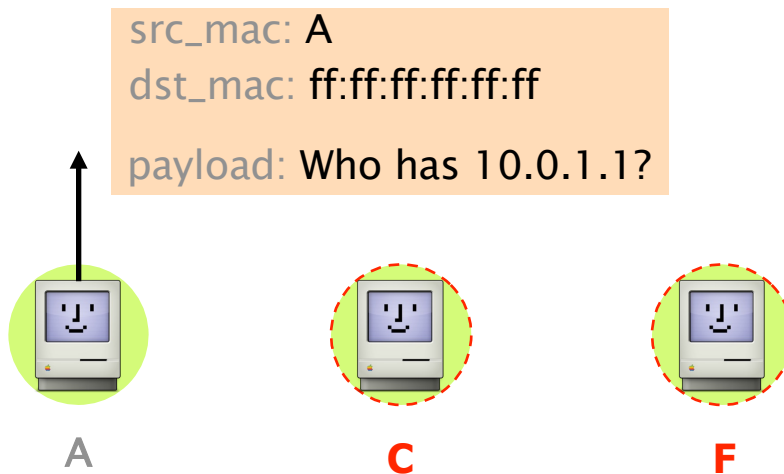 src_mac: A
dst_mac: ff:ff:ff:ff:ff:ff
payload: Who has 10.0.1.1?
A
C
F